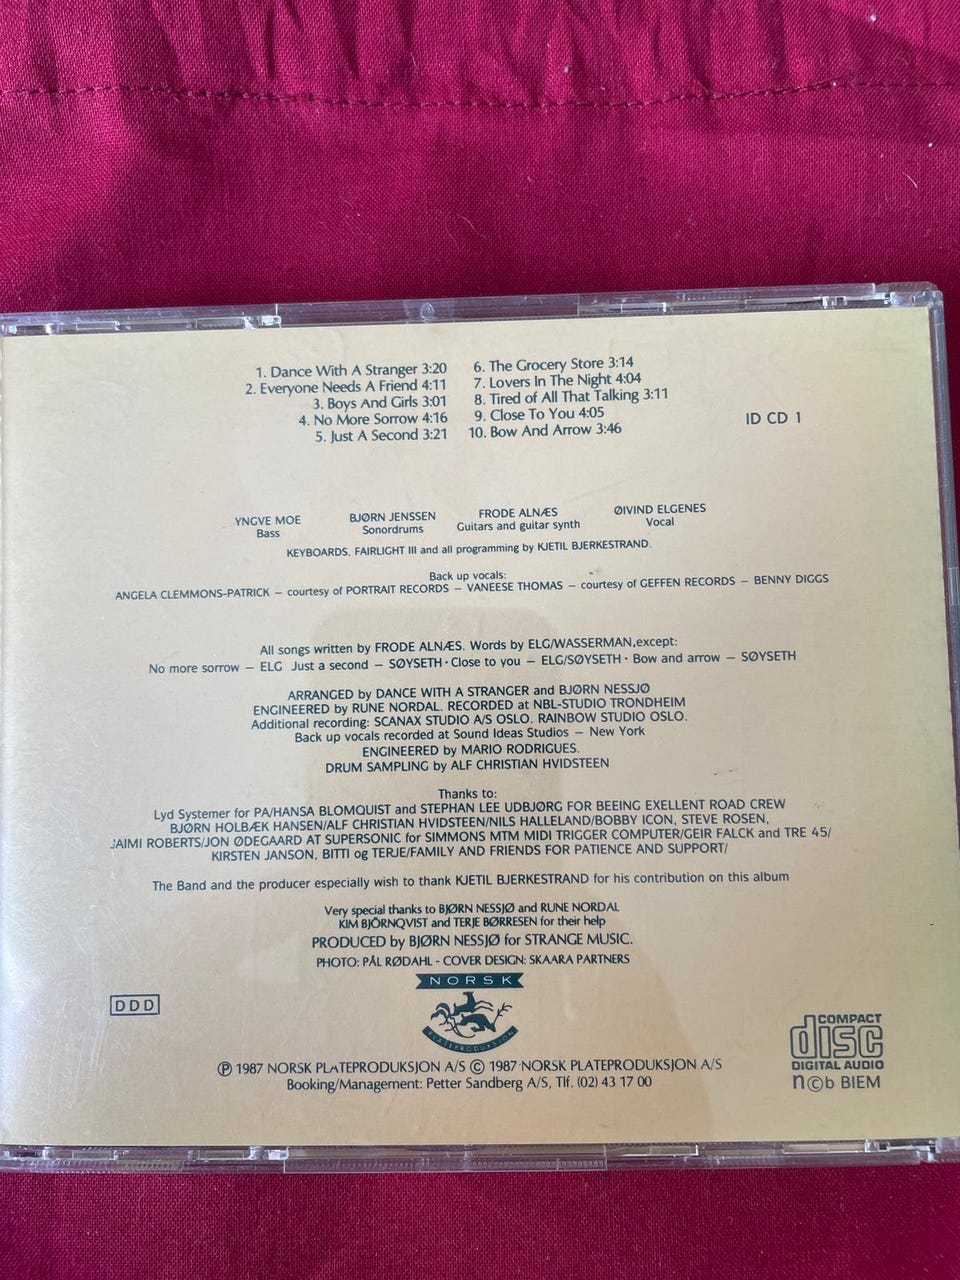 1. Dance With A Stranger 3:20
2. Everyone Needs A Friend 4:11
3. Boys And Girls 3:01
4. No More Sorrow 4:16
5. Just A Second 3:21
6. The Grocery Store 3:14
7. Lovers In The Night 4:04
8. Tired of All That Talking 3:11
9. Close To You 4:05
10. Bow And Arrow 3:46
ID CD 1
YNGVE MOE
Bass
BJØRN JENSSEN
Sonordrums
FRODE ALNÆS
Guitars and guitar synth
ØIVIND ELGENES
Vocal
KEYBOARDS, FAIRLIGHT III and all programming by KJETIL BJERKESTRAND.
Back up vocals:
ANGELA CLEMMONS-PATRICK – courtesy of PORTRAIT RECORDS – VANEESE THOMAS – courtesy of GEFFEN RECORDS – BENNY DIGGS
All songs written by FRODE ALNÆS. Words by ELG/WASSERMAN,except:
No more sorrow – ELG Just a second – SØYSETH · Close to you – ELG/SØYSETH · Bow and arrow – SØYSETH
ARRANGED by DANCE WITH A STRANGER and BJØRN NESSJØ
ENGINEERED by RUNE NORDAL. RECORDED at NBL-STUDIO TRONDHEIM
Additional recording: SCANAX STUDIO A/S OSLO. RAINBOW STUDIO OSLO.
Back up vocals recorded at Sound Ideas Studios – New York
ENGINEERED by MARIO RODRIGUES.
DRUM SAMPLING by ALF CHRISTIAN HVIDSTEEN
Thanks to:
Lyd Systemer for PA/HANSA BLOMQUIST and STEPHAN LEE UDBJØRG FOR BEEING EXELLENT ROAD CREW
BJØRN HOLBÆK HANSEN/ALF CHRISTIAN HVIDSTEEN/NILS HALLELAND/BOBBY ICON, STEVE ROSEN,
JAIMI ROBERTS/JON ØDEGAARD AT SUPERSONIC for SIMMONS MTM MIDI TRIGGER COMPUTER/GEIR FALCK and TRE 45/
KIRSTEN JANSON, BITTI og TERJE/FAMILY AND FRIENDS FOR PATIENCE AND SUPPORT/
The Band and the producer especially wish to thank KJETIL BJERKESTRAND for his contribution on this album
Very special thanks to BJØRN NESSJØ and RUNE NORDAL
KIM BJÖRNQVIST and TERJE BØRRESEN for their help
PRODUCED by BJØRN NESSJØ for STRANGE MUSIC.
PHOTO: PÅL RØDAHL - COVER DESIGN: SKAARA PARTNERS
NORSK
PLATEPRODUKSJON
DDD
℗ 1987 NORSK PLATEPRODUKSJON A/S © 1987 NORSK PLATEPRODUKSJON A/S
Booking/Management: Petter Sandberg A/S, Tlf. (02) 43 17 00
COMPACT
disc
DIGITAL AUDIO
n©b BIEM